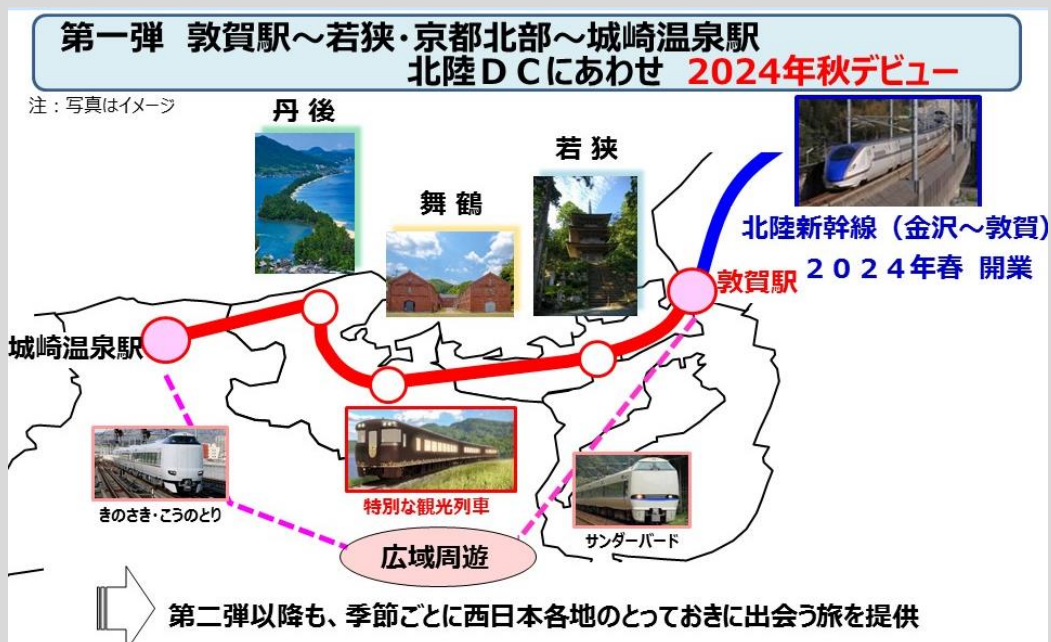 第一弾 敦賀駅～若狭・京都北部～城崎温泉駅
北陸ＤＣにあわせ 2024年秋デビュー
注：写真はイメージ
丹後
舞鶴
若狭
北陸新幹線（金沢～敦賀)
２０２４年春 開業
敦賀駅
城崎温泉駅
きのさき・こうのとり
特別な観光列車
サンダーバード
広域周遊
第二弾以降も、季節ごとに西日本各地のとっておきに出会う旅を提供